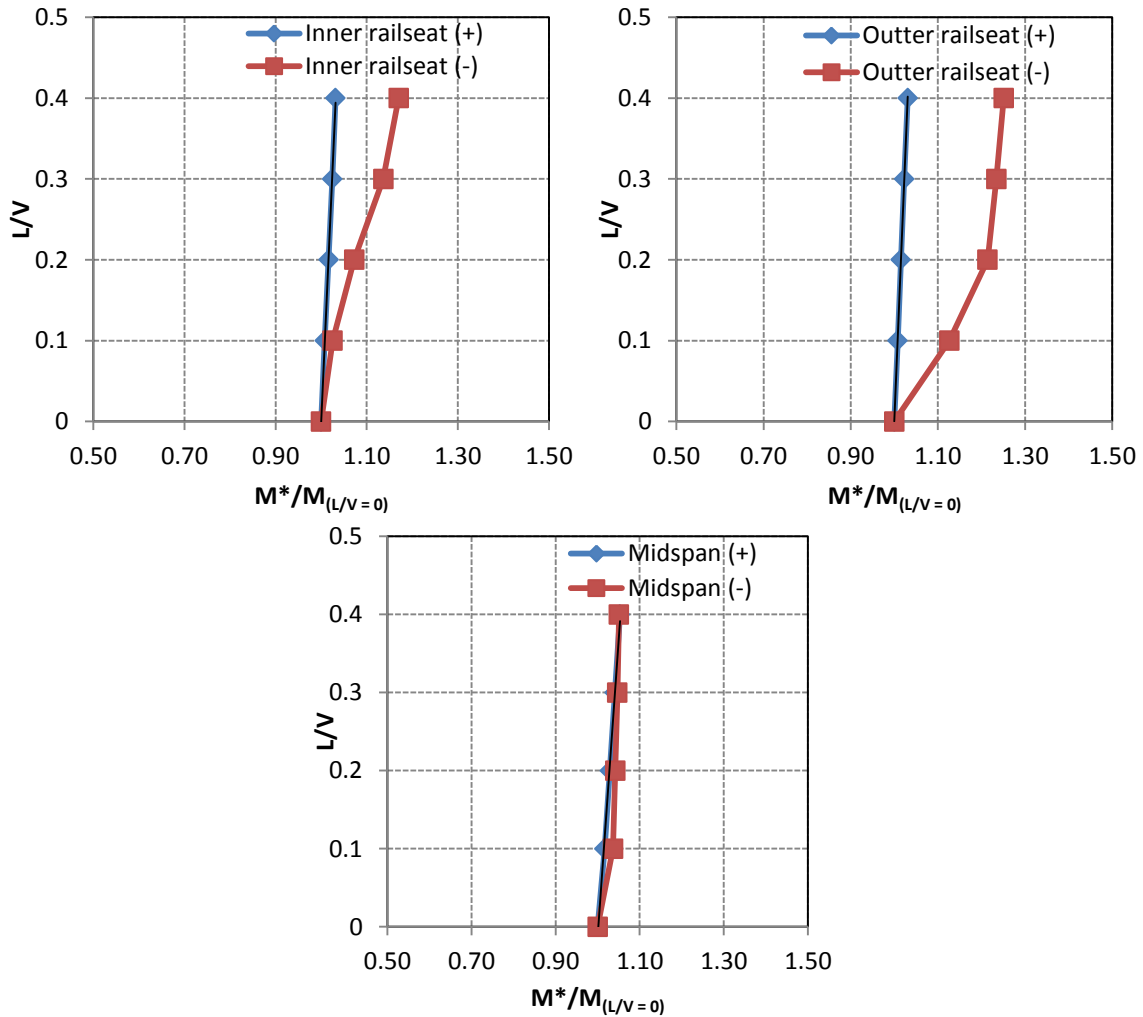 0.5
Inner railseat (+)
Inner railseat (-)
0.4
0.3
L/V
0.2
0.1
0
0.50 0.70 0.90 1.10 1.30 1.50
M*/M(L/V = 0)
0.5
Outter railseat (+)
Outter railseat (-)
0.4
0.3
L/V
0.2
0.1
0
0.50 0.70 0.90 1.10 1.30 1.50
M*/M(L/V = 0)
0.5
Midspan (+)
Midspan (-)
0.4
0.3
L/V
0.2
0.1
0
0.50 0.70 0.90 1.10 1.30 1.50
M*/M(L/V = 0)